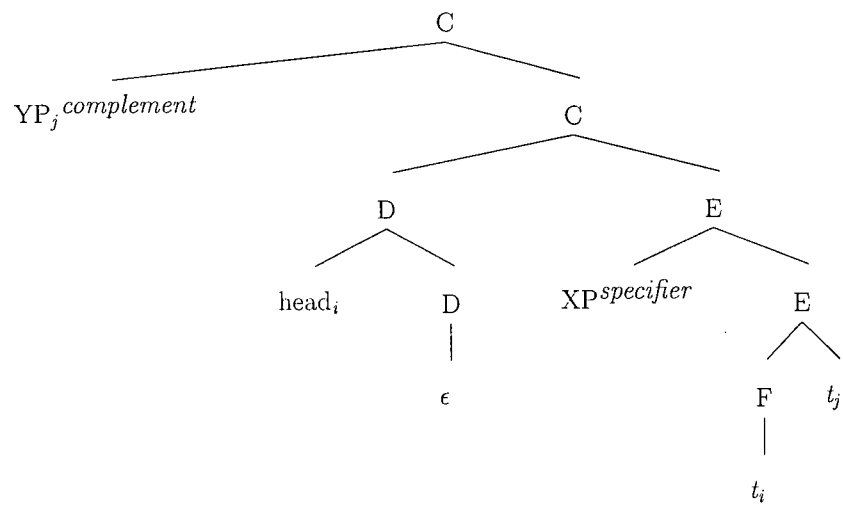 C
YP_j^complement
C
D E
head_i D XP^specifier E
ϵ F t_j
t_i